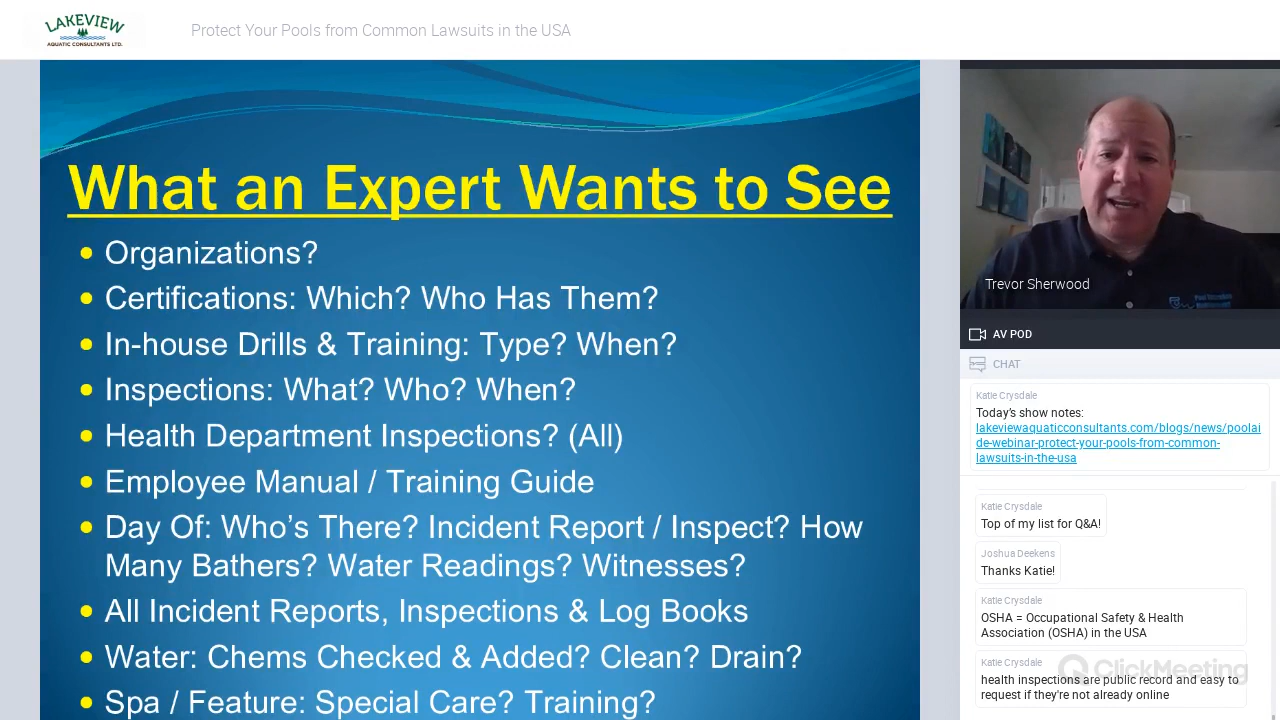 LAKEVIEW
AQUATIC CONSULTANTS LTD.
Protect Your Pools from Common Lawsuits in the USA
What an Expert Wants to See
Organizations?
Certifications: Which? Who Has Them?
In-house Drills & Training: Type? When?
Inspections: What? Who? When?
Health Department Inspections? (All)
Employee Manual / Training Guide
Day Of: Who's There? Incident Report / Inspect? How
Many Bathers? Water Readings? Witnesses?
All Incident Reports, Inspections & Log Books
Water: Chems Checked & Added? Clean? Drain?
Spa / Feature: Special Care? Training?
Trevor Sherwood
AV POD
CHAT
Katie Crysdale
Today's show notes:
lakeviewaquaticconsultants.com/blogs/news/poolai
de-webinar-protect-your-pools-from-common-
lawsuits-in-the-usa
Katie Crysdale
Top of my list for Q&A!
Joshua Deekens
Thanks Katie!
Katie Crysdale
OSHA = Occupational Safety & Health
Association (OSHA) in the USA
Katie Crysdale
ClickMeeting
health inspections are public record and easy to
request if they're not already online